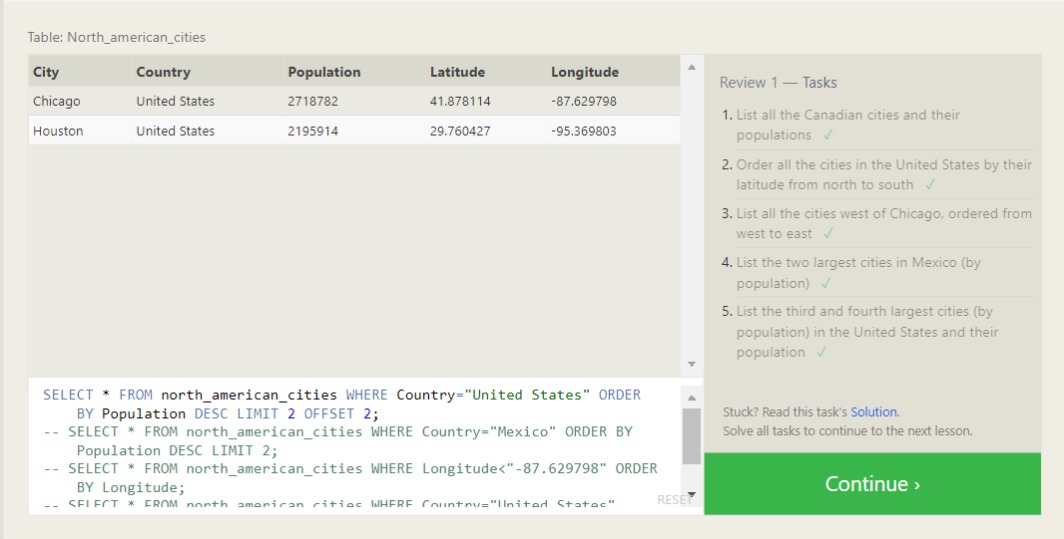 Table: North_american_cities
City Country Population Latitude Longitude
Chicago United States 2718782 41.878114 -87.629798
Houston United States 2195914 29.760427 -95.369803
SELECT * FROM north_american_cities WHERE Country="United States" ORDER
BY Population DESC LIMIT 2 OFFSET 2;
-- SELECT * FROM north_american_cities WHERE Country="Mexico" ORDER BY
Population DESC LIMIT 2;
-- SELECT * FROM north_american_cities WHERE Longitude<"-87.629798" ORDER
BY Longitude;
-- SELECT * FROM north_american_cities WHERE Country="United States"
RESET
Review 1 — Tasks
1. List all the Canadian cities and their
populations ✓
2. Order all the cities in the United States by their
latitude from north to south ✓
3. List all the cities west of Chicago, ordered from
west to east ✓
4. List the two largest cities in Mexico (by
population) ✓
5. List the third and fourth largest cities (by
population) in the United States and their
population ✓
Stuck? Read this task's Solution.
Solve all tasks to continue to the next lesson.
Continue ›